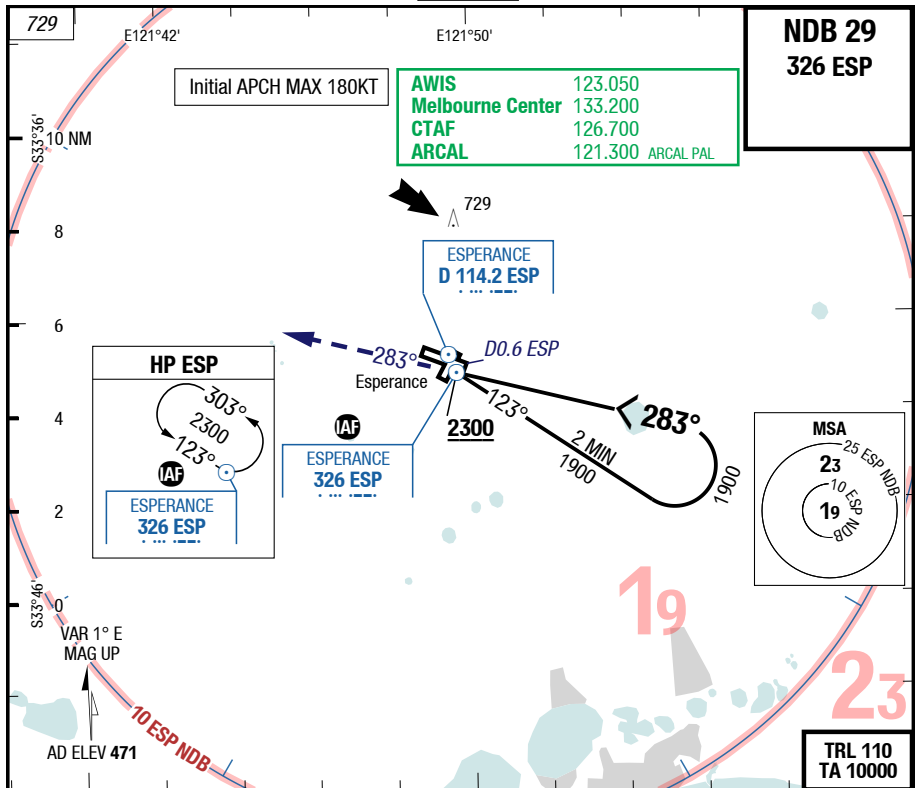 729
E121°42'
E121°50'
NDB 29
326 ESP
Initial APCH MAX 180KT
AWIS 123.050
Melbourne Center 133.200
CTAF 126.700
ARCAL 121.300 ARCAL PAL
S33°36'
10 NM
729
8
ESPERANCE
D 114.2 ESP
6
283°
D0.6 ESP
Esperance
HP ESP
303°
2300
123°
IAF
ESPERANCE
326 ESP
4
IAF
ESPERANCE
326 ESP
2300
123°
2 MIN
1900
283°
1900
MSA
25 ESP NDB
23
10 ESP NDB
19
2
S33°46'
0
VAR 1° E
MAG UP
19
23
10 ESP NDB
AD ELEV 471
TRL 110
TA 10000